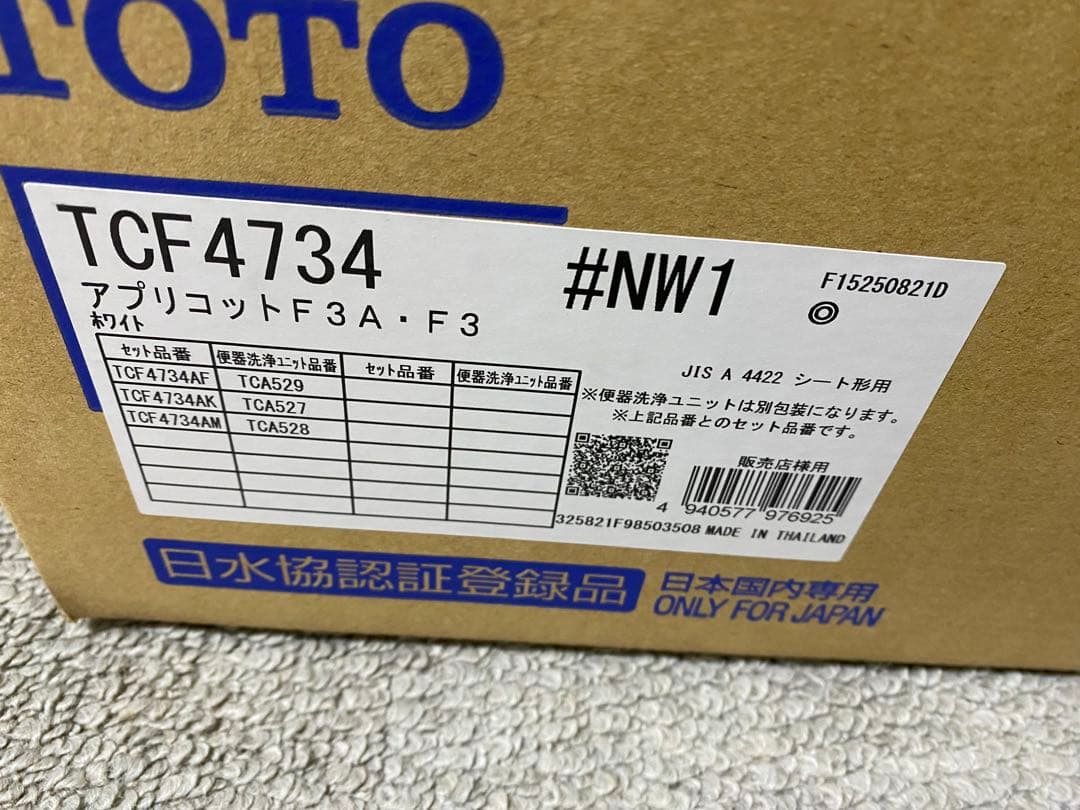 TOTO
TCF4734
#NW1
F15250821D
◎
アプリコットF3A・F3
ホワイト
セット品番 便器洗浄ユニット品番 セット品番 便器洗浄ユニット品番
TCF4734AF TCA529
TCF4734AK TCA527
TCF4734AM TCA528
JIS A 4422 シート形用
※便器洗浄ユニットは別包装になります。
※上記品番とのセット品番です。
販売店様用
4 940577 976925
325821F98503508 MADE IN THAILAND
日水協認証登録品
日本国内専用
ONLY FOR JAPAN